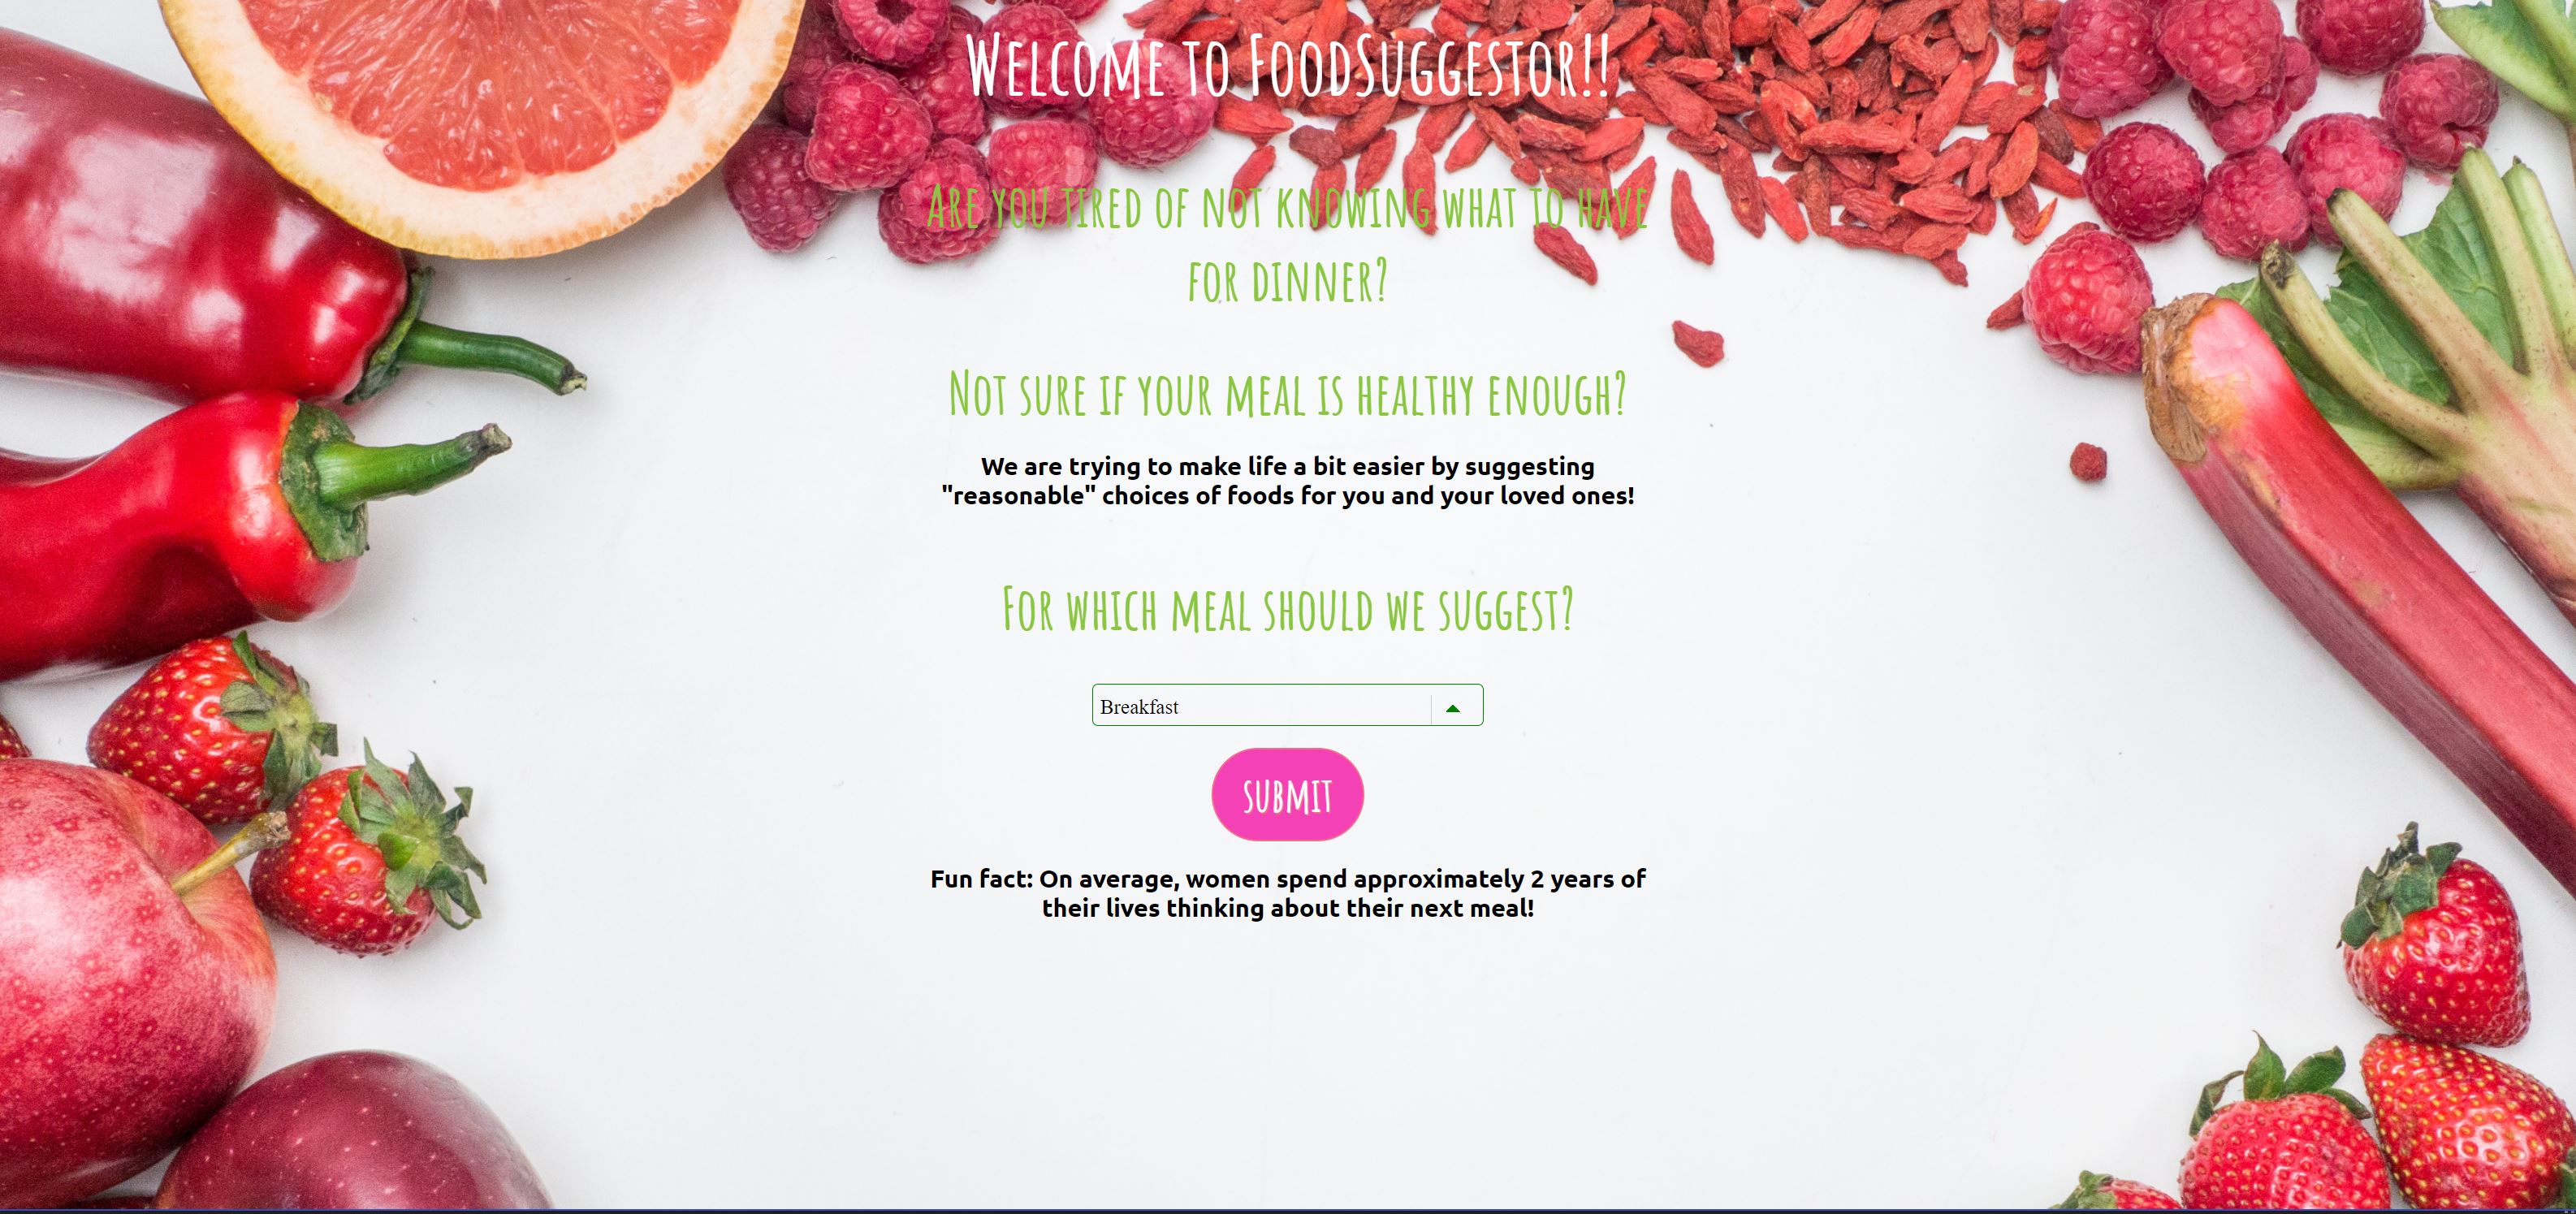 Welcome to FoodSuggestor!!
Are you tired of not knowing what to have
for dinner?
Not sure if your meal is healthy enough?
We are trying to make life a bit easier by suggesting
"reasonable" choices of foods for you and your loved ones!
For which meal should we suggest?
Breakfast
submit
Fun fact: On average, women spend approximately 2 years of
their lives thinking about their next meal!